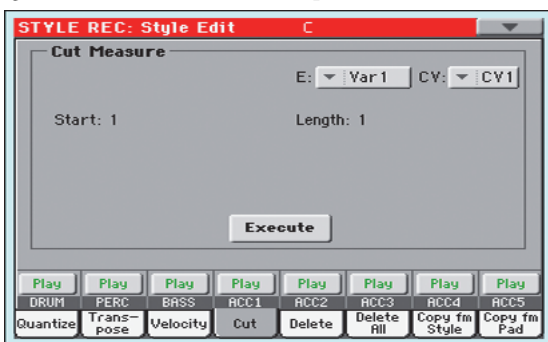 STYLE REC: Style Edit C
Cut Measure
E: Var1 CV: CV1
Start: 1 Length: 1
Execute
Play Play Play Play Play Play Play Play
DRUM PERC BASS ACC1 ACC2 ACC3 ACC4 ACC5
Quantize Trans- Velocity Cut Delete Delete Copy fm Copy fm
pose All Style Pad